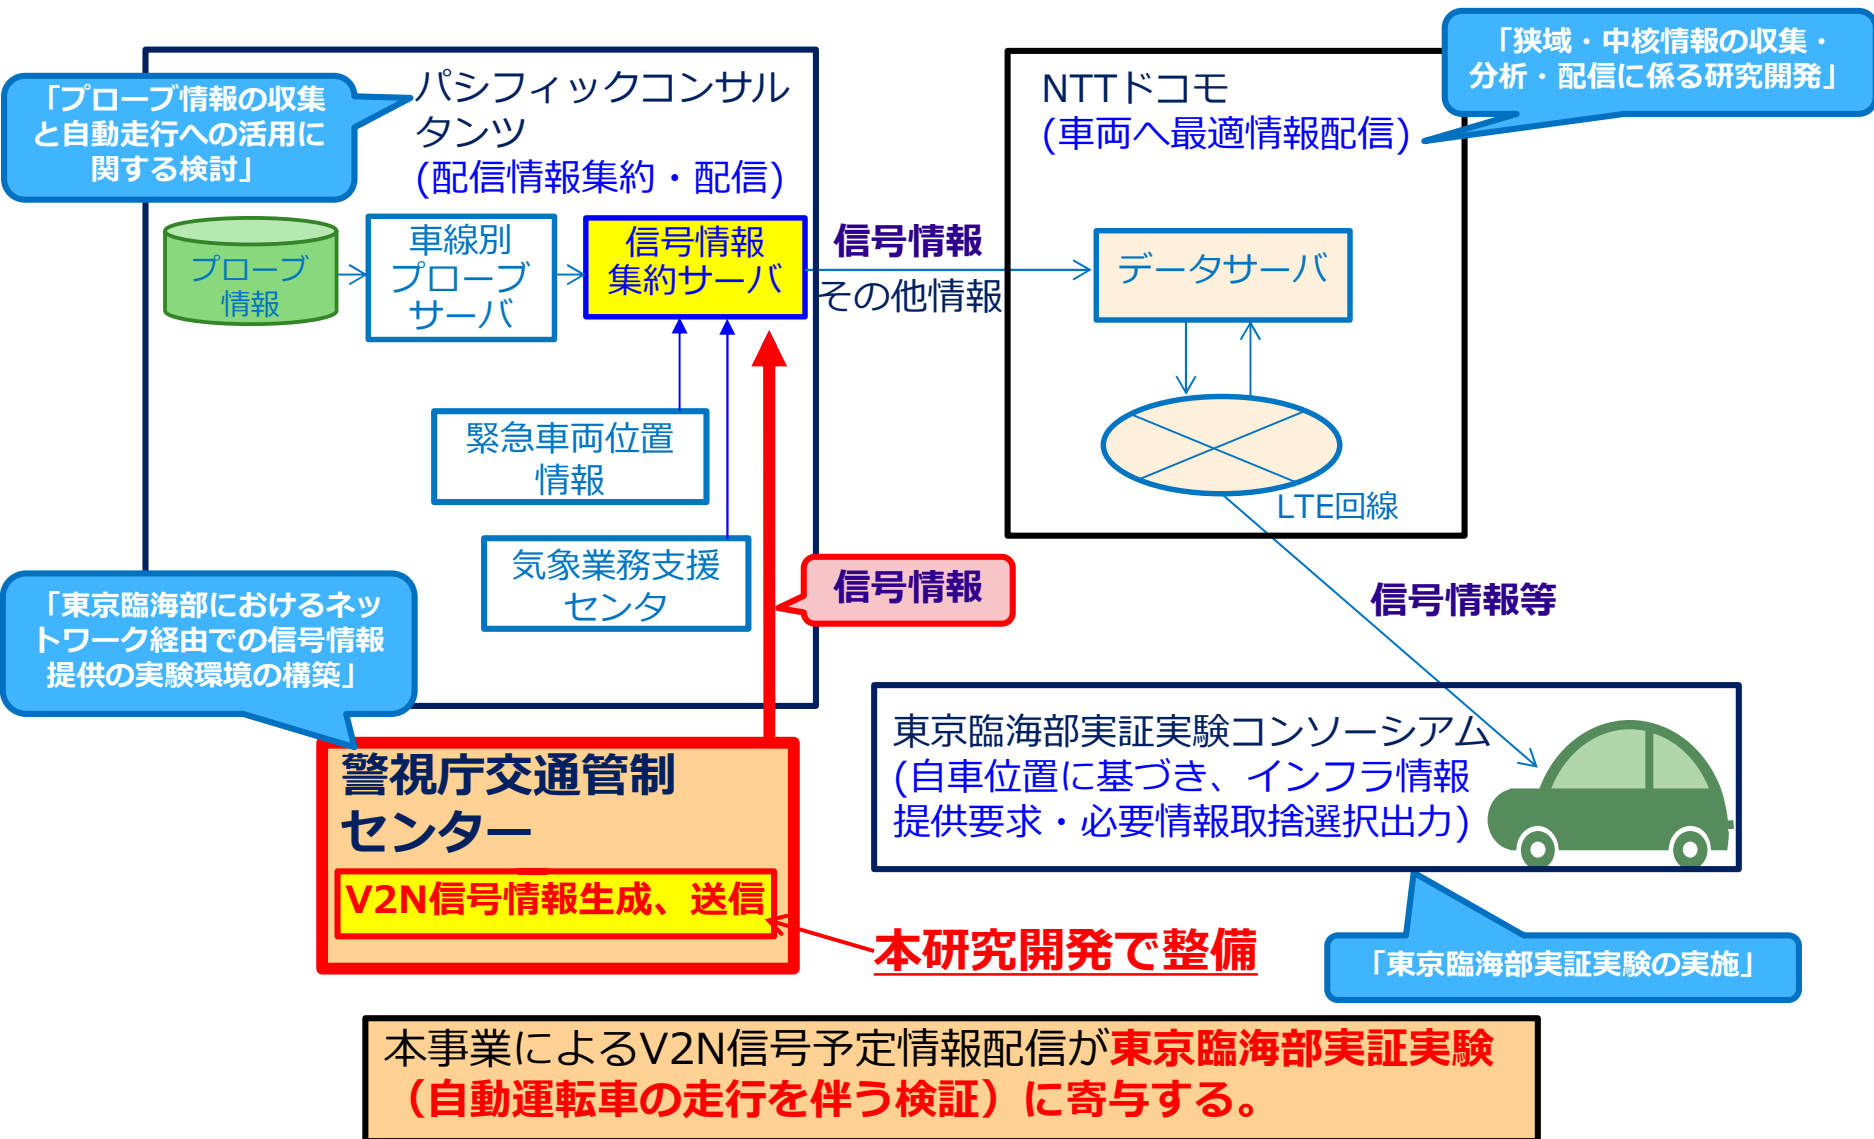 「プローブ情報の収集
と自動走行への活用に
関する検討」
パシフィックコンサル
タンツ
(配信情報集約・配信)
NTTドコモ
(車両へ最適情報配信)
「狭域・中核情報の収集・
分析・配信に係る研究開発」
プローブ
情報
車線別
プローブ
サーバ
信号情報
集約サーバ
信号情報
その他情報
データサーバ
緊急車両位置
情報
LTE回線
気象業務支援
センタ
信号情報
信号情報等
「東京臨海部におけるネッ
トワーク経由での信号情報
提供の実験環境の構築」
東京臨海部実証実験コンソーシアム
(自車位置に基づき、インフラ情報
提供要求・必要情報取捨選択出力)
警視庁交通管制
センター
V2N信号情報生成、送信
本研究開発で整備
「東京臨海部実証実験の実施」
本事業によるV2N信号予定情報配信が東京臨海部実証実験
（自動運転車の走行を伴う検証）に寄与する。